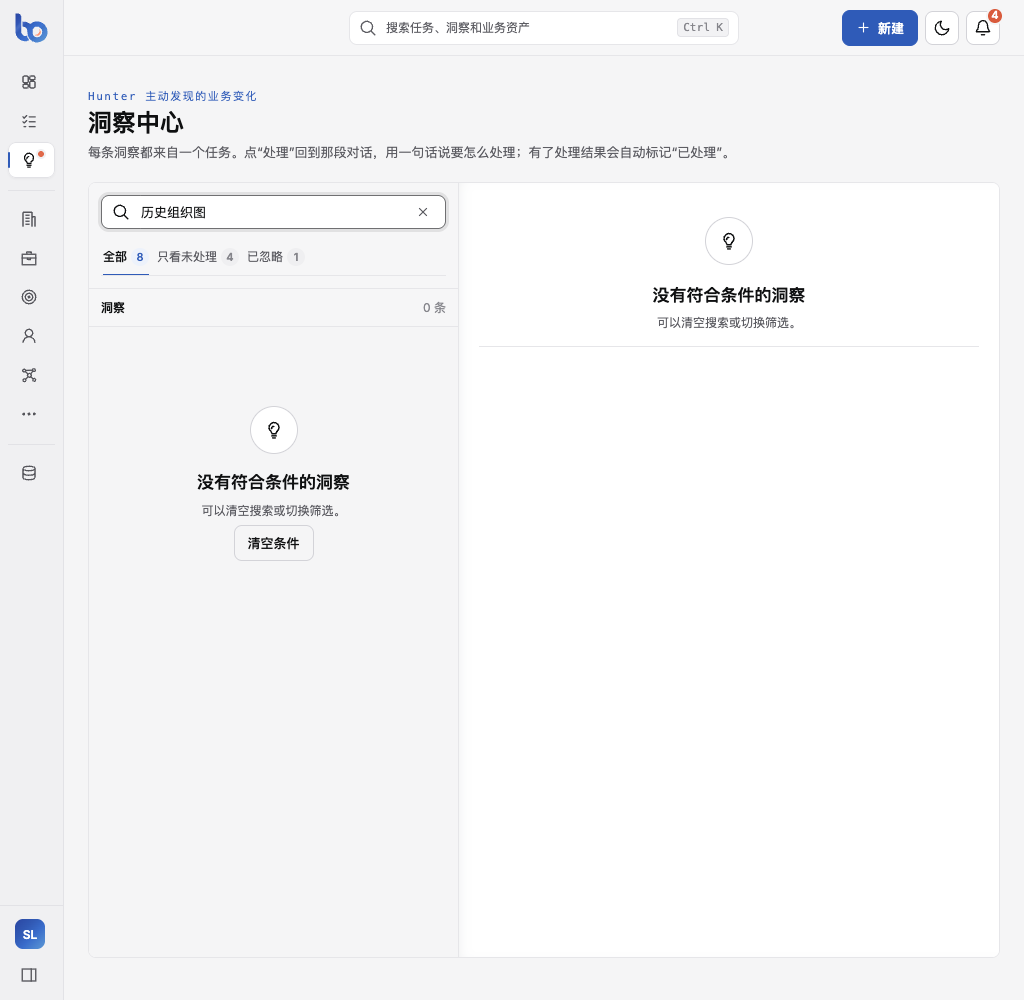 搜索任务、洞察和业务资产
Ctrl K
新建
4
Hunter 主动发现的业务变化
洞察中心
每条洞察都来自一个任务。点“处理”回到那段对话，用一句话说要怎么处理；有了处理结果会自动标记“已处理”。
历史组织图
全部 8 只看未处理 4 已忽略 1
洞察
0 条
没有符合条件的洞察
可以清空搜索或切换筛选。
清空条件
没有符合条件的洞察
可以清空搜索或切换筛选。
SL